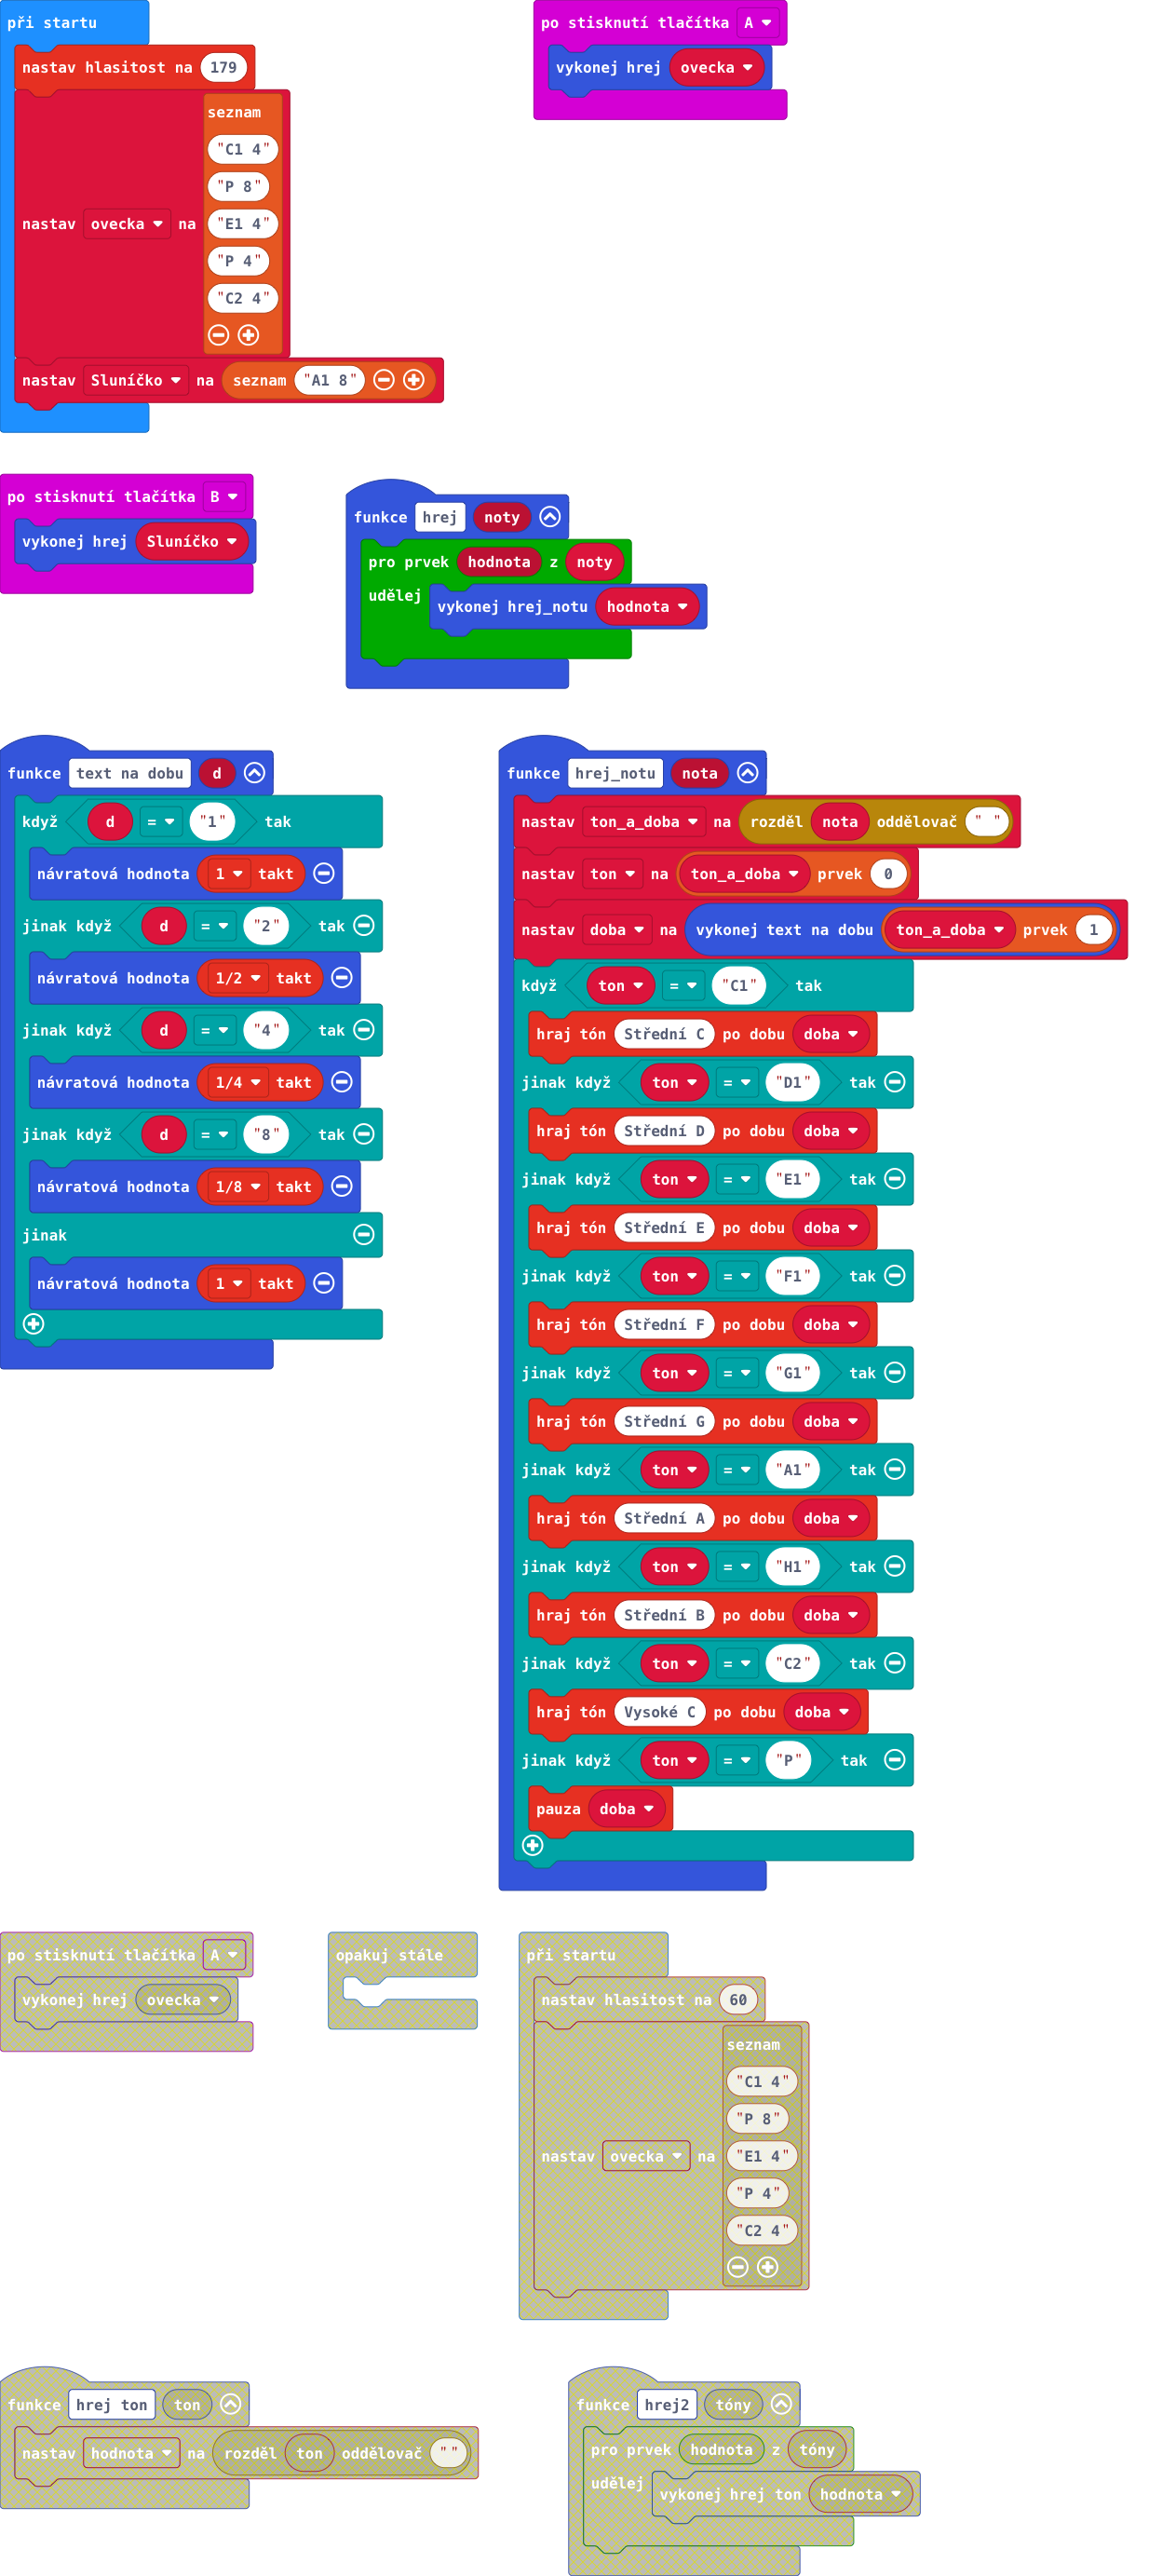 při startu
nastav hlasitost na 179
nastav ovecka na
seznam
"C1 4"
"P 8"
"E1 4"
"P 4"
"C2 4"
nastav Sluníčko na seznam "A1 8"
po stisknutí tlačítka A
vykonej hrej ovecka
po stisknutí tlačítka B
vykonej hrej Sluníčko
funkce hrej noty
pro prvek hodnota z noty
udělej
vykonej hrej_notu hodnota
funkce text na dobu d
když d = "1" tak
návratová hodnota 1 takt
jinak když d = "2" tak
návratová hodnota 1/2 takt
jinak když d = "4" tak
návratová hodnota 1/4 takt
jinak když d = "8" tak
návratová hodnota 1/8 takt
jinak
návratová hodnota 1 takt
funkce hrej_notu nota
nastav ton_a_doba na rozděl nota oddělovač " "
nastav ton na ton_a_doba prvek 0
nastav doba na vykonej text na dobu ton_a_doba prvek 1
když ton = "C1" tak
hraj tón Střední C po dobu doba
jinak když ton = "D1" tak
hraj tón Střední D po dobu doba
jinak když ton = "E1" tak
hraj tón Střední E po dobu doba
jinak když ton = "F1" tak
hraj tón Střední F po dobu doba
jinak když ton = "G1" tak
hraj tón Střední G po dobu doba
jinak když ton = "A1" tak
hraj tón Střední A po dobu doba
jinak když ton = "H1" tak
hraj tón Střední B po dobu doba
jinak když ton = "C2" tak
hraj tón Vysoké C po dobu doba
jinak když ton = "P" tak
pauza doba
po stisknutí tlačítka A
vykonej hrej ovecka
opakuj stále
při startu
nastav hlasitost na 60
nastav ovecka na
seznam
"C1 4"
"P 8"
"E1 4"
"P 4"
"C2 4"
funkce hrej ton ton
nastav hodnota na rozděl ton oddělovač ""
funkce hrej2 tóny
pro prvek hodnota z tóny
udělej
vykonej hrej ton hodnota